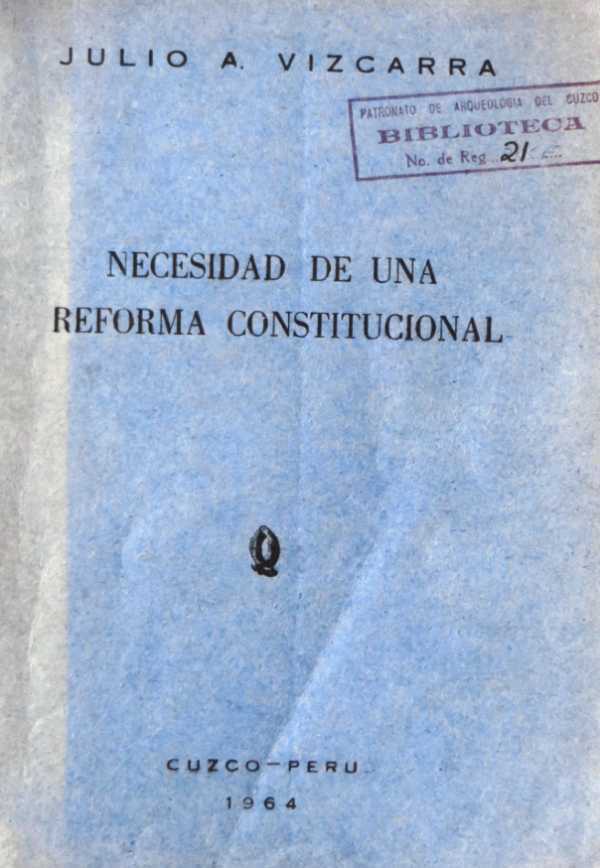 JULIO A. VIZCARRA
PATRONATO DE ARQUEOLOGIA DEL CUZCO
BIBLIOTECA
No. de Reg. 21
NECESIDAD DE UNA
REFORMA CONSTITUCIONAL
CUZCO-PERU
1964